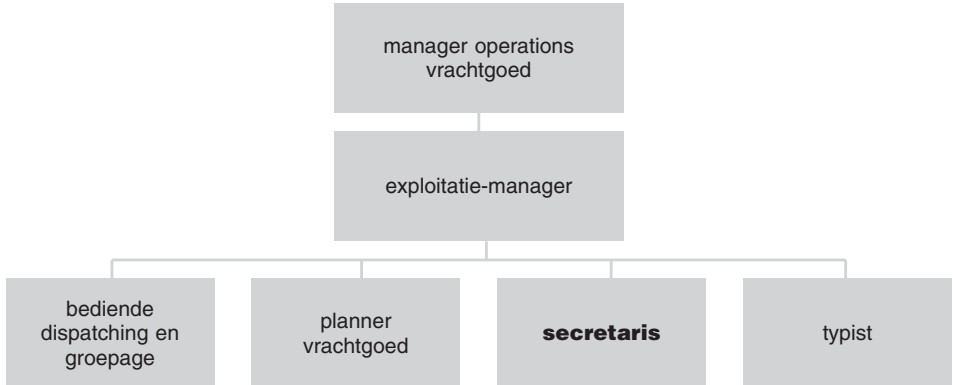 manager operations
vrachtgoed
exploitatie-manager
bediende
dispatching en
groepage
planner
vrachtgoed
secretaris
typist